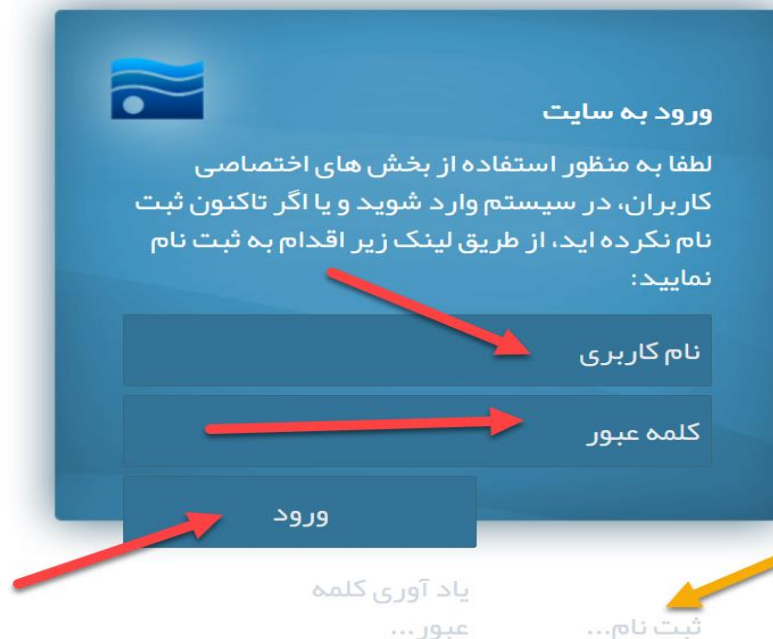 ورود به سایت
لطفا به منظور استفاده از بخش های اختصاصی
کاربران، در سیستم وارد شوید و یا اگر تاکنون ثبت
نام نکرده اید، از طریق لینک زیر اقدام به ثبت نام
نمایید:
نام کاربری
کلمه عبور
ورود
ثبت نام...
یاد آوری کلمه
عبور...